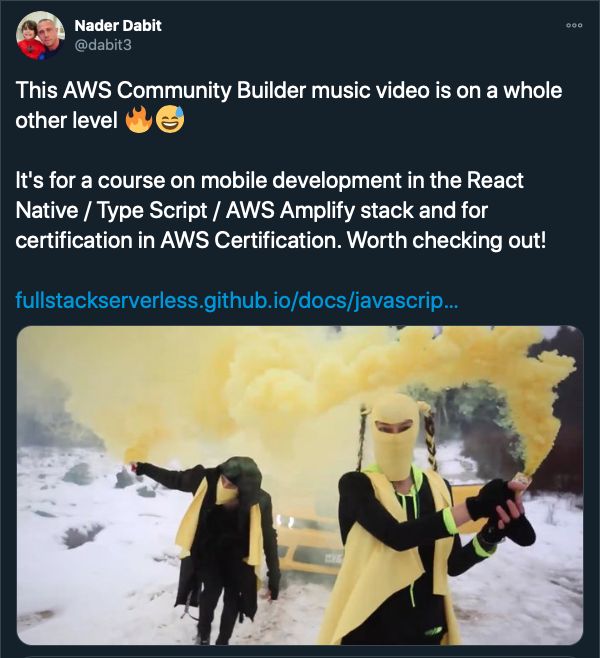 Nader Dabit
@dabit3
This AWS Community Builder music video is on a whole
other level 🔥😅
It's for a course on mobile development in the React
Native / Type Script / AWS Amplify stack and for
certification in AWS Certification. Worth checking out!
fullstackserverless.github.io/docs/javascrip...